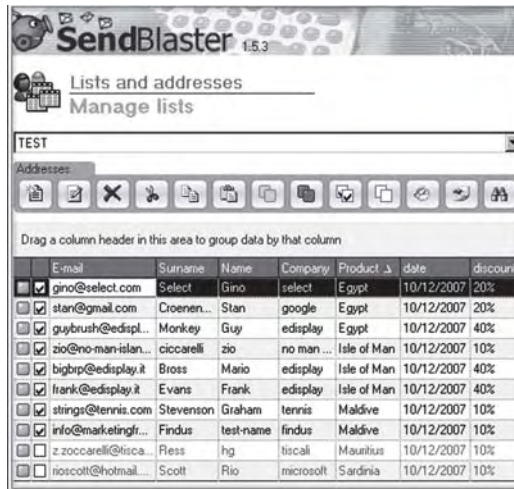 SendBlaster 1.5.3
Lists and addresses
Manage lists
TEST
Addresses
Drag a column header in this area to group data by that column
E-mail Surname Name Company Product date discoun
gino@select.com Select Gino select Egypt 10/12/2007 20%
stan@gmail.com Croenen... Stan google Egypt 10/12/2007 20%
guybrush@edispl... Monkey Guy edisplay Egypt 10/12/2007 40%
zio@no-man-islan... ciccarelli zio no man ... Isle of Man 10/12/2007 10%
bigbrp@edisplay.it Bross Mario edisplay Isle of Man 10/12/2007 40%
frank@edisplay.it Evans Frank edisplay Isle of Man 10/12/2007 40%
strings@tennis.com Stevenson Graham tennis Maldive 10/12/2007 10%
info@marketingfr... Findus test-name findus Maldive 10/12/2007 10%
z.zoccarelli@tisca... Ress hg tiscali Mauritius 10/12/2007 10%
rioscott@hotmail.... Scott Rio microsoft Sardinia 10/12/2007 10%